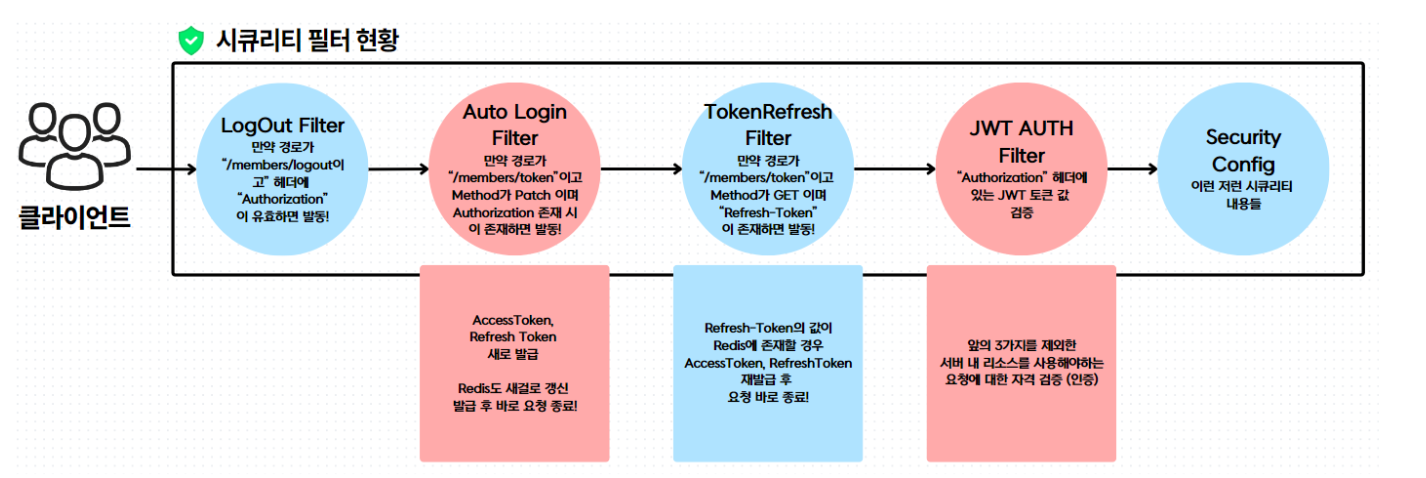 시큐리티 필터 현황
클라이언트
LogOut Filter
만약 경로가
“/members/logout이
고” 헤더에
“Authorization”
이 유효하면 발동!
Auto Login
Filter
만약 경로가
“/members/token”이고
Method가 Patch 이며
Authorization 존재 시
이 존재하면 발동!
TokenRefresh
Filter
만약 경로가
“/members/token”이고
Method가 GET 이며
“Refresh-Token”
이 존재하면 발동!
JWT AUTH
Filter
“Authorization” 헤더에
있는 JWT 토큰 값
검증
Security
Config
이런 저런 시큐리티
내용들
AccessToken,
Refresh Token
새로 발급
Redis도 새걸로 갱신
발급 후 바로 요청 종료!
Refresh-Token의 값이
Redis에 존재할 경우
AccessToken, RefreshToken
재발급 후
요청 바로 종료!
앞의 3가지를 제외한
서버 내 리소스를 사용해야하는
요청에 대한 자격 검증 (인증)